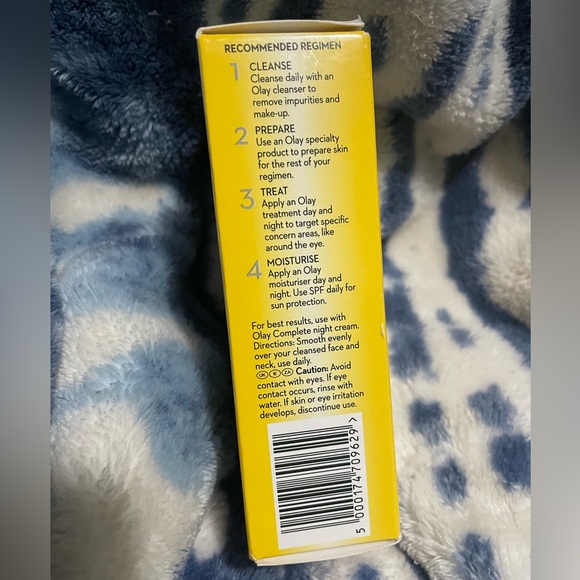 RECOMMENDED REGIMEN
1 CLEANSE
Cleanse daily with an
Olay cleanser to
remove impurities and
make-up.
2 PREPARE
Use an Olay specialty
product to prepare skin
for the rest of your
regimen.
3 TREAT
Apply an Olay
treatment day and
night to target specific
concern areas, like
around the eye.
4 MOISTURISE
Apply an Olay
moisturiser day and
night. Use SPF daily for
sun protection.
For best results, use with
Olay Complete night cream.
Directions: Smooth evenly
over your cleansed face and
neck, use daily.
UK IE ZA Caution: Avoid
contact with eyes. If eye
contact occurs, rinse with
water. If skin or eye irritation
develops, discontinue use.
5 000174 709629 >